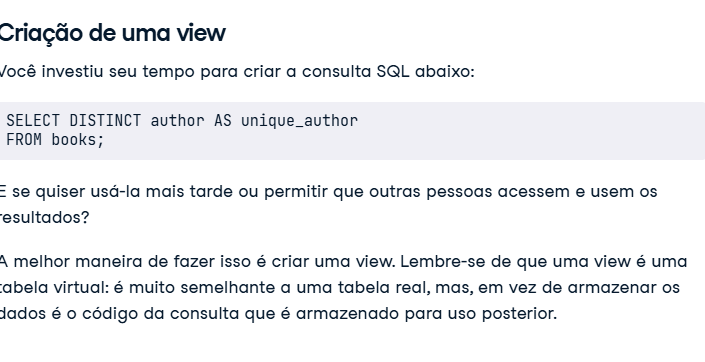 Criação de uma view
Você investiu seu tempo para criar a consulta SQL abaixo:
SELECT DISTINCT author AS unique_author
FROM books;
E se quiser usá-la mais tarde ou permitir que outras pessoas acessem e usem os
resultados?
A melhor maneira de fazer isso é criar uma view. Lembre-se de que uma view é uma
tabela virtual: é muito semelhante a uma tabela real, mas, em vez de armazenar os
dados é o código da consulta que é armazenado para uso posterior.